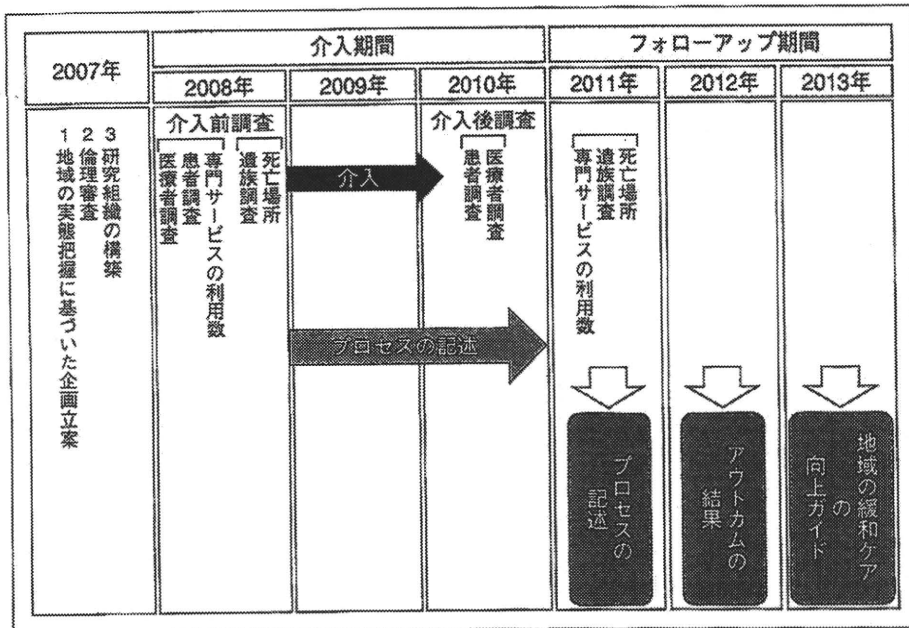 2007年
介入期間
フォローアップ期間
2008年
2009年
2010年
2011年
2012年
2013年
1 地域の実態把握に基づいた企画立案
2 倫理審査
3 研究組織の構築
介入前調査
死亡場所
遺族調査
専門サービスの利用数
患者調査
医療者調査
介入
介入後調査
医療者調査
患者調査
死亡場所
遺族調査
専門サービスの利用数
プロセスの記述
プロセスの
記述
アウトカムの
結果
地域の緩和ケア
の
向上ガイド